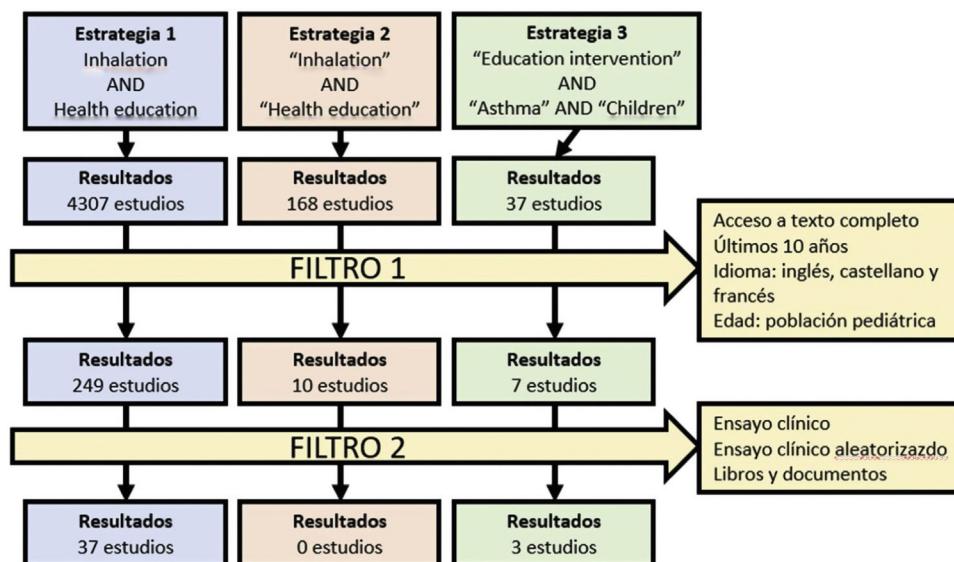 Estrategia 1
Inhalation
AND
Health education
Estrategia 2
“Inhalation”
AND
“Health education”
Estrategia 3
“Education intervention”
AND
“Asthma” AND “Children”
Resultados
4307 estudios
Resultados
168 estudios
Resultados
37 estudios
FILTRO 1
Acceso a texto completo
Últimos 10 años
Idioma: inglés, castellano y
francés
Edad: población pediátrica
Resultados
249 estudios
Resultados
10 estudios
Resultados
7 estudios
FILTRO 2
Ensayo clínico
Ensayo clínico aleatorizazdo
Libros y documentos
Resultados
37 estudios
Resultados
0 estudios
Resultados
3 estudios